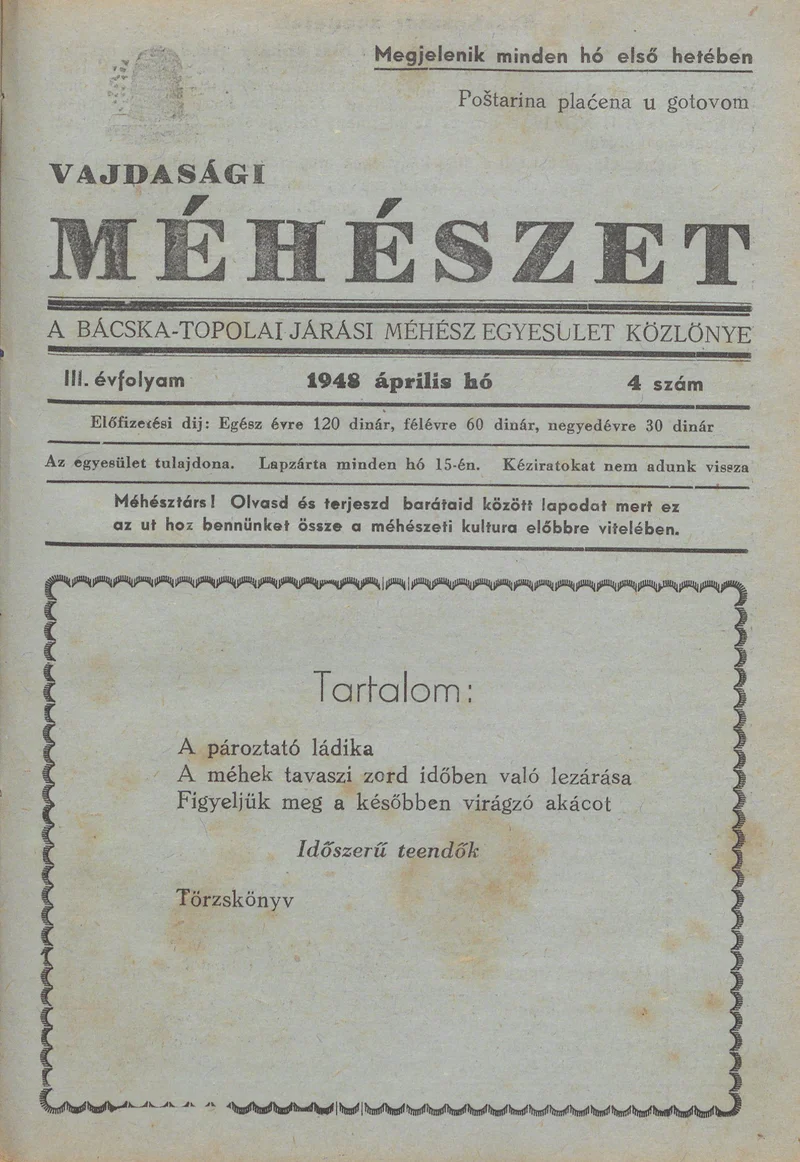 Megjelenik minden hó első hetében
Poštarina plaćena u gotovom
VAJDASÁGI
MÉHÉSZET
A BÁCSKA-TOPOLAI JÁRÁSI MÉHÉSZ EGYESÜLET KÖZLÖNYE
III. évfolyam 1948 április hó 4 szám
Előfizetési dij: Egész évre 120 dinár, félévre 60 dinár, negyedévre 30 dinár
Az egyesület tulajdona. Lapzárta minden hó 15-én. Kéziratokat nem adunk vissza
Méhésztárs! Olvasd és terjeszd barátaid között lapodat mert ez
az ut hoz bennünket össze a méhészeti kultura előbbre vitelében.
Tartalom:
A pároztató ládika
A méhek tavaszi zord időben való lezárása
Figyeljük meg a későbben virágzó akácot
Időszerű teendők
Törzskönyv